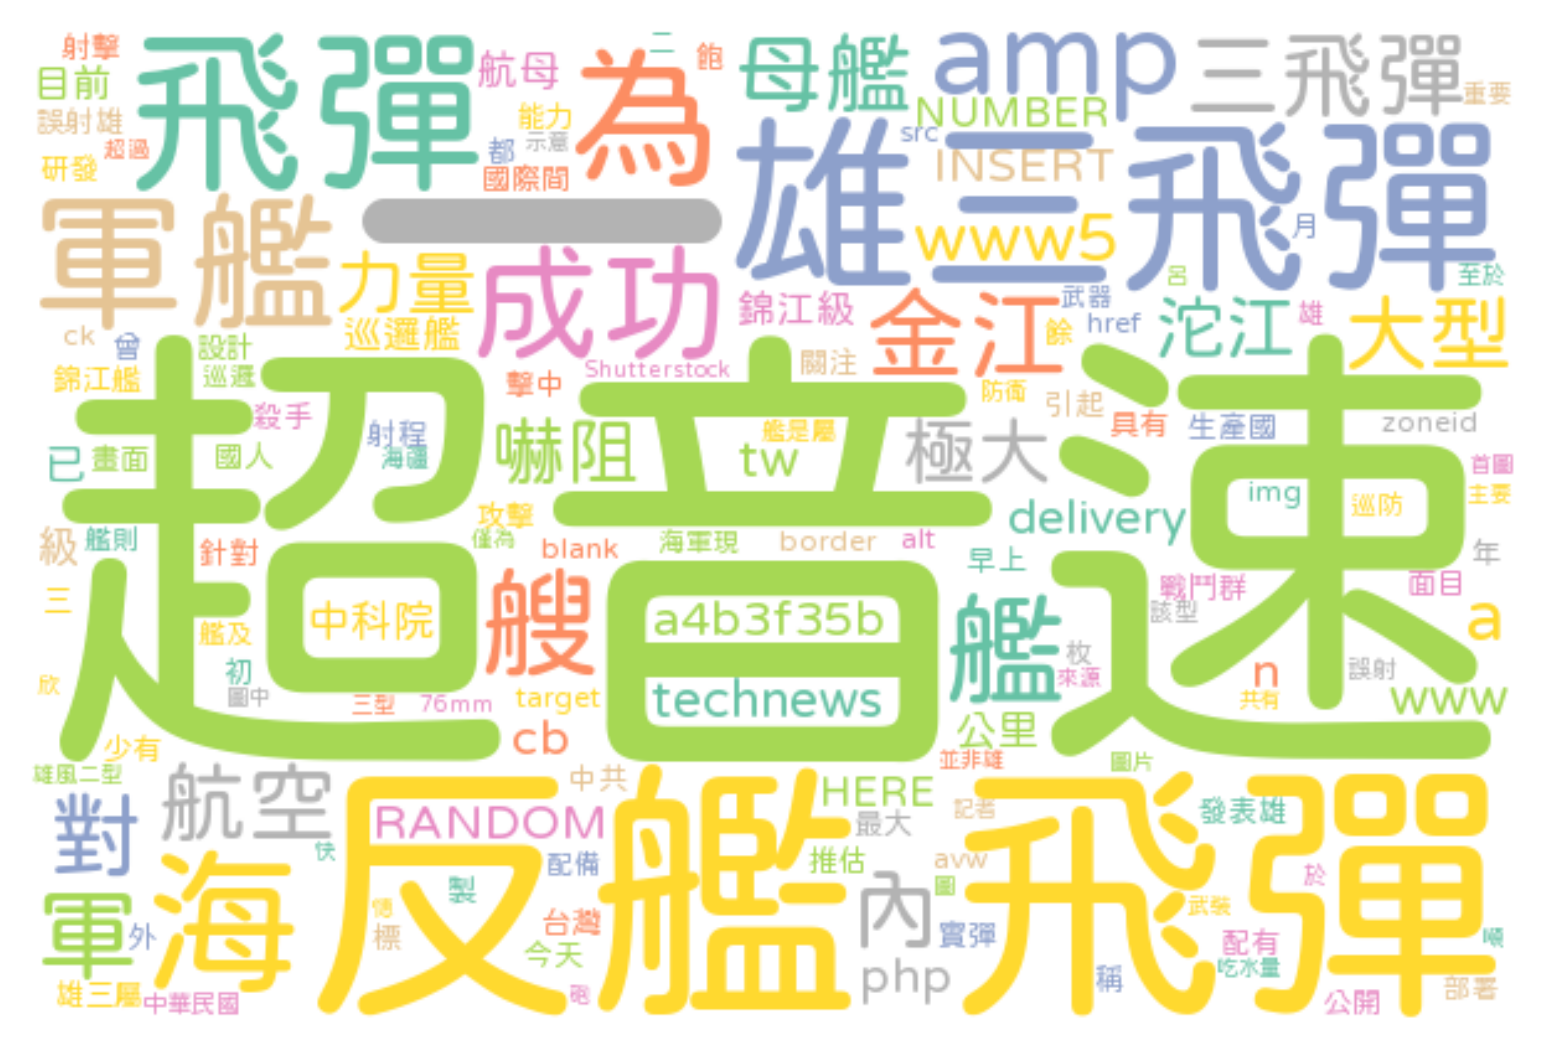 射擊
飛彈
航母
二
為
飽
母艦
amp
三飛彈
目前
能力
NUMBER
重要
誤射雄
示意
src
超過
都
雄三飛彈
INSERT
研發
國際間
軍艦
一
www5
月
力量
成功
呂
至於
錦江級
金江
武器
沱江
雄
大型
ck
曾
設計
巡邏艦
餘
href
錦江艦
巡邏
Shutterstock
關注
擊中
防衛
超音速
殺手
引起
具有
生產國
zoneid
射程
嚇阻
艦是屬
極大
已
畫面
國人
海疆
tw
首圖
img
主要
攻擊
delivery
巡防
級
艦則
針對
僅為
blank
海軍現
border
alt
早上
年
三
艘
戰鬥群
面目
中科院
a4b3f35b
艦
該型
a
艦及
枚
初
n
誤射
欣
圖中
三型
76mm
target
technews
來源
共有
www
少有
cb
公里
雄風二型
航空
中共
並非雄
圖片
反艦飛彈
對
RANDOM
HERE
記者
發表雄
最大
快
配備
推估
avw
海
製
內
圖
於
軍
外
標
台灣
實彈
武裝
配有
今天
php
稱
吃水量
雄三屬
中華民國
砲
公開
部署